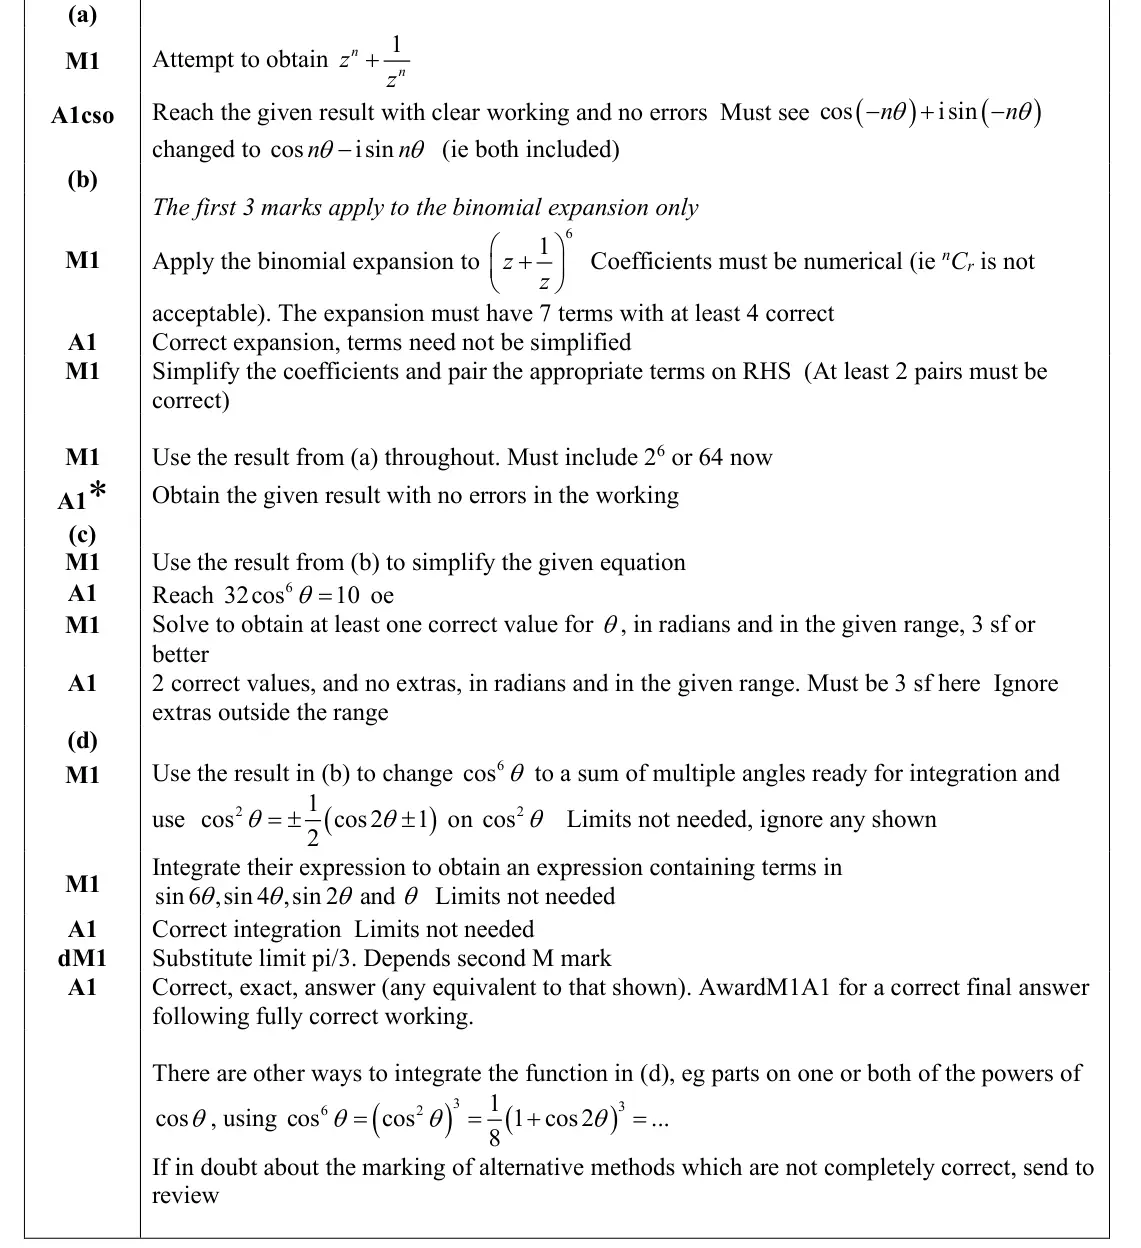 (a)
M1 Attempt to obtain z^n + 1/z^n
A1cso Reach the given result with clear working and no errors Must see cos(−nθ)+i sin(−nθ)
changed to cos nθ − i sin nθ (ie both included)
(b)
The first 3 marks apply to the binomial expansion only
M1 Apply the binomial expansion to (z + 1/z)^6 Coefficients must be numerical (ie ^nC_r is not
acceptable). The expansion must have 7 terms with at least 4 correct
A1 Correct expansion, terms need not be simplified
M1 Simplify the coefficients and pair the appropriate terms on RHS (At least 2 pairs must be
correct)
M1 Use the result from (a) throughout. Must include 2^6 or 64 now
A1* Obtain the given result with no errors in the working
(c)
M1 Use the result from (b) to simplify the given equation
A1 Reach 32cos^6 θ = 10 oe
M1 Solve to obtain at least one correct value for θ, in radians and in the given range, 3 sf or
better
A1 2 correct values, and no extras, in radians and in the given range. Must be 3 sf here Ignore
extras outside the range
(d)
M1 Use the result in (b) to change cos^6 θ to a sum of multiple angles ready for integration and
use cos^2 θ = ±1/2(cos 2θ ± 1) on cos^2 θ Limits not needed, ignore any shown
M1 Integrate their expression to obtain an expression containing terms in
sin 6θ, sin 4θ, sin 2θ and θ Limits not needed
A1 Correct integration Limits not needed
dM1 Substitute limit pi/3. Depends second M mark
A1 Correct, exact, answer (any equivalent to that shown). AwardM1A1 for a correct final answer
following fully correct working.
There are other ways to integrate the function in (d), eg parts on one or both of the powers of
cos θ, using cos^6 θ = (cos^2 θ)^3 = 1/8(1 + cos 2θ)^3 = ...
If in doubt about the marking of alternative methods which are not completely correct, send to
review